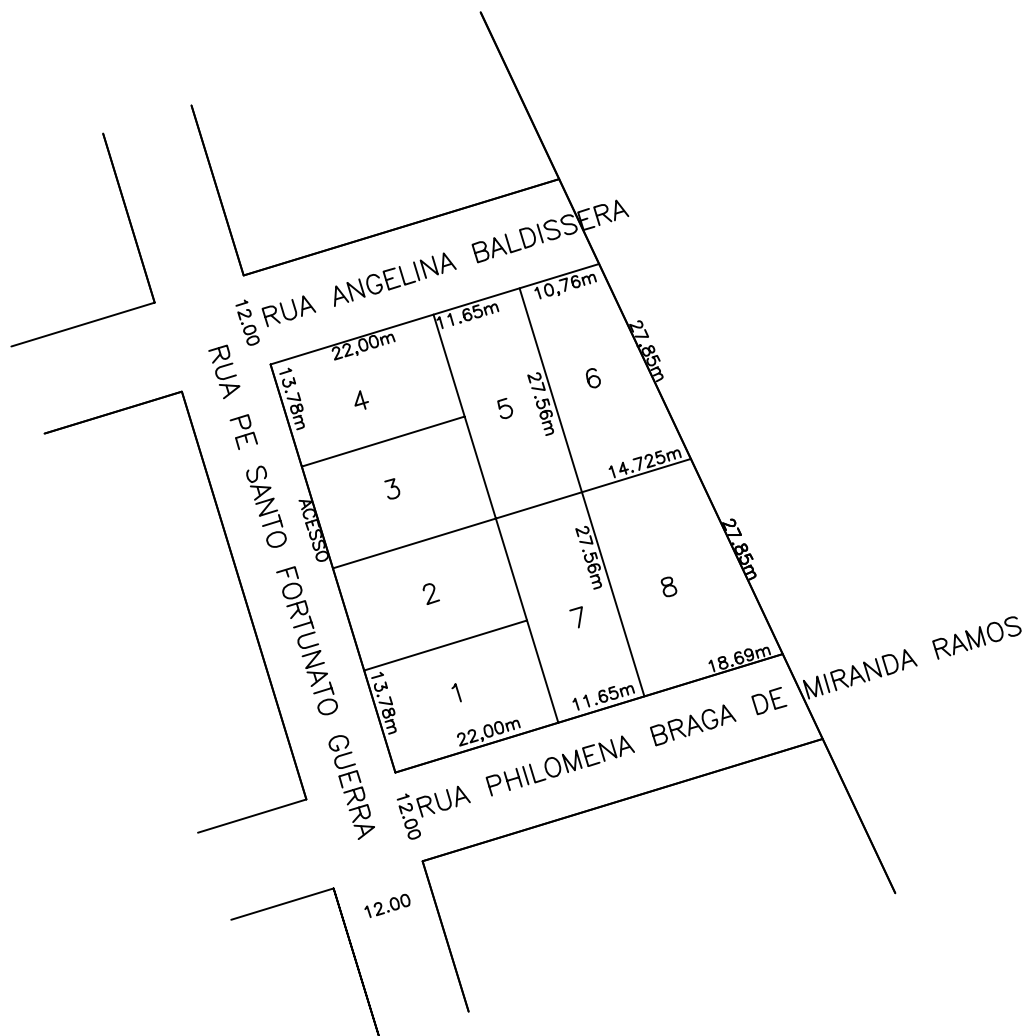 RUA ANGELINA BALDISSERA
12.00
10,76m
11.65m
22,00m
27.85m
13.78m
4
5
27.56m
6
RUA PE SANTO FORTUNATO GUERRA
14.725m
3
ACESSO
27.85m
27.56m
2
7
8
18.69m
13.78m
1
11.65m
22,00m
RUA PHILOMENA BRAGA DE MIRANDA RAMOS
12.00
12.00